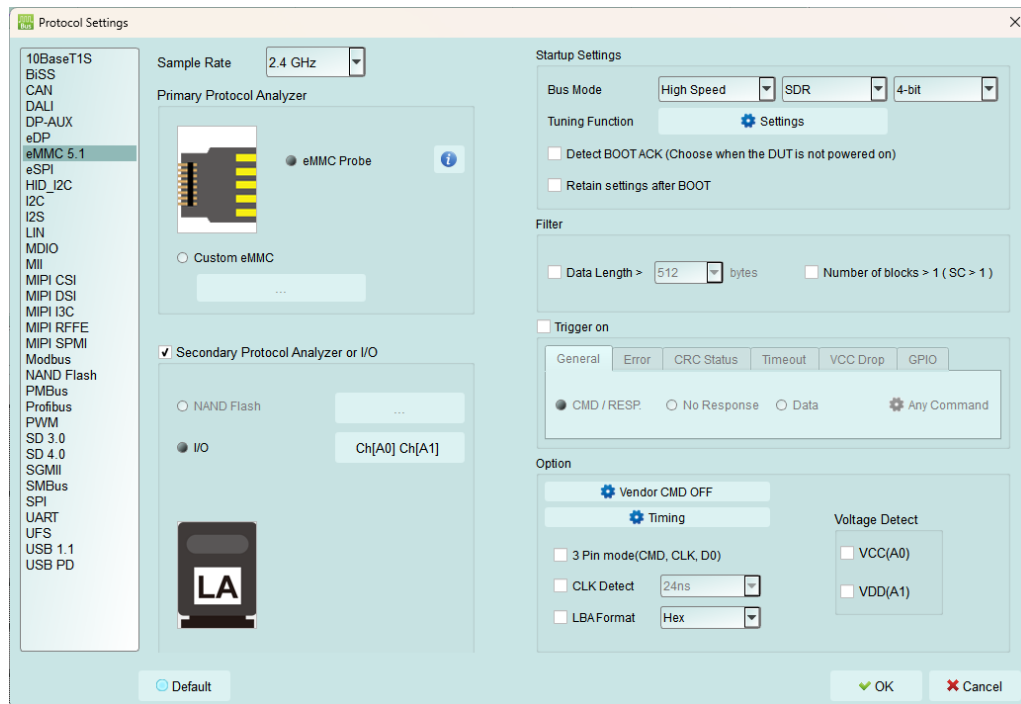 Protocol Settings
10BaseT1S
BiSS
CAN
DALI
DP-AUX
eDP
eMMC 5.1
eSPI
HID_I2C
I2C
I2S
LIN
MDIO
MII
MIPI CSI
MIPI DSI
MIPI I3C
MIPI RFFE
MIPI SPMI
Modbus
NAND Flash
PMBus
Profibus
PWM
SD 3.0
SD 4.0
SGMII
SMBus
SPI
UART
UFS
USB 1.1
USB PD
Sample Rate 2.4 GHz
Primary Protocol Analyzer
eMMC Probe
Custom eMMC
...
Secondary Protocol Analyzer or I/O
NAND Flash ...
I/O Ch[A0] Ch[A1]
LA
Startup Settings
Bus Mode High Speed SDR 4-bit
Tuning Function Settings
Detect BOOT ACK (Choose when the DUT is not powered on)
Retain settings after BOOT
Filter
Data Length > 512 bytes Number of blocks > 1 ( SC > 1 )
Trigger on
General Error CRC Status Timeout VCC Drop GPIO
CMD / RESP. No Response Data Any Command
Option
Vendor CMD OFF
Timing
3 Pin mode(CMD, CLK, D0)
CLK Detect 24ns
LBA Format Hex
Voltage Detect
VCC(A0)
VDD(A1)
Default OK Cancel